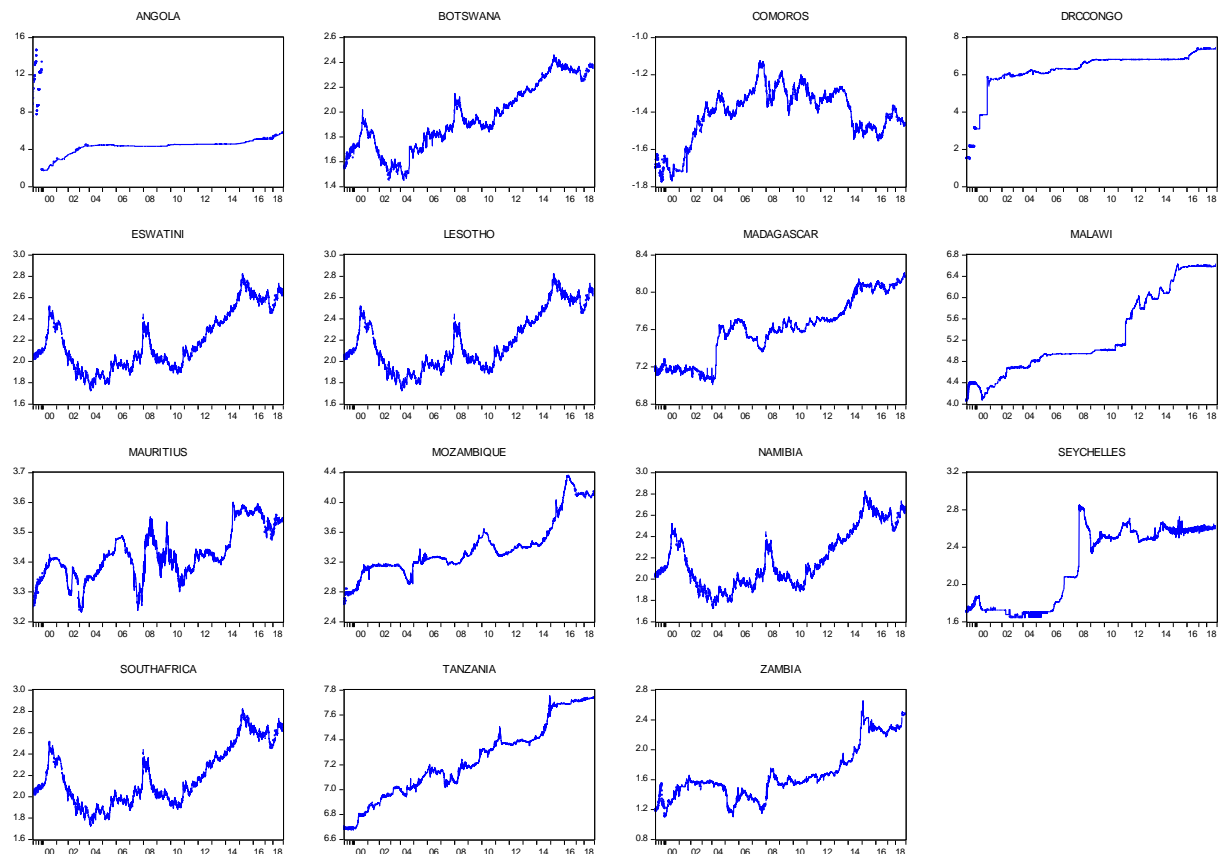 ANGOLA BOTSWANA COMOROS DRCCONGO
16 2.6 -1.0 8
12 2.4 -1.2 6
8 2.2 -1.4 4
4 2.0 -1.6 2
0 1.8 -1.8 0
1.6
1.4
00 02 04 06 08 10 12 14 16 18 00 02 04 06 08 10 12 14 16 18 00 02 04 06 08 10 12 14 16 18 00 02 04 06 08 10 12 14 16 18
ESWATINI LESOTHO MADAGASCAR MALAWI
3.0 3.0 8.4 6.8
2.8 2.8 8.0 6.4
2.6 2.6 7.6 6.0
2.4 2.4 7.2 5.6
2.2 2.2 6.8 5.2
2.0 2.0 4.8
1.8 1.8 4.4
1.6 1.6 4.0
00 02 04 06 08 10 12 14 16 18 00 02 04 06 08 10 12 14 16 18 00 02 04 06 08 10 12 14 16 18 00 02 04 06 08 10 12 14 16 18
MAURITIUS MOZAMBIQUE NAMIBIA SEYCHELLES
3.7 4.4 3.0 3.2
3.6 4.0 2.8 2.8
3.5 3.6 2.6 2.4
3.4 3.2 2.4 2.0
3.3 2.8 2.2 1.6
3.2 2.4 2.0
1.8
1.6
00 02 04 06 08 10 12 14 16 18 00 02 04 06 08 10 12 14 16 18 00 02 04 06 08 10 12 14 16 18 00 02 04 06 08 10 12 14 16 18
SOUTHAFRICA TANZANIA ZAMBIA
3.0 7.8 2.8
2.8 7.6 2.4
2.6 7.4 2.0
2.4 7.2 1.6
2.2 7.0 1.2
2.0 6.8 0.8
1.8 6.6
1.6
00 02 04 06 08 10 12 14 16 18 00 02 04 06 08 10 12 14 16 18 00 02 04 06 08 10 12 14 16 18